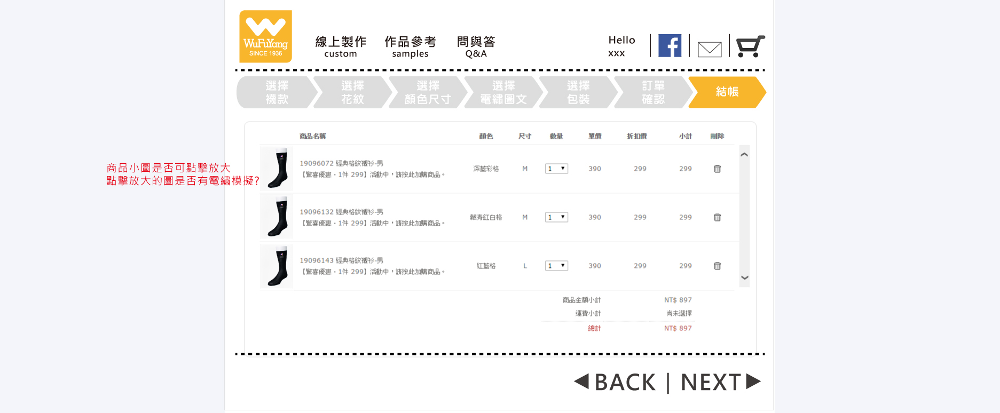 WuFuYang
SINCE 1936
線上製作
custom
作品參考
samples
問與答
Q&A
Hello
xxx
選擇
襪款
選擇
花紋
選擇
顏色尺寸
選擇
電繡圖文
選擇
包裝
訂單
確認
結帳
商品名稱 顏色 尺寸 數量 單價 折扣價 小計 刪除
商品小圖是否可點擊放大
點擊放大的圖是否有電繡模擬?
19096072 經典格紋襯衫-男
【驚喜優惠‧1件 299】活動中，請按此加購商品。
深藍彩格 M 1 390 299 299
19096132 經典格紋襯衫-男
【驚喜優惠‧1件 299】活動中，請按此加購商品。
藏青紅白格 M 1 390 299 299
19096143 經典格紋襯衫-男
【驚喜優惠‧1件 299】活動中，請按此加購商品。
紅藍格 L 1 390 299 299
商品金額小計 NT$ 897
運費小計 尚未選擇
總計 NT$ 897
BACK | NEXT